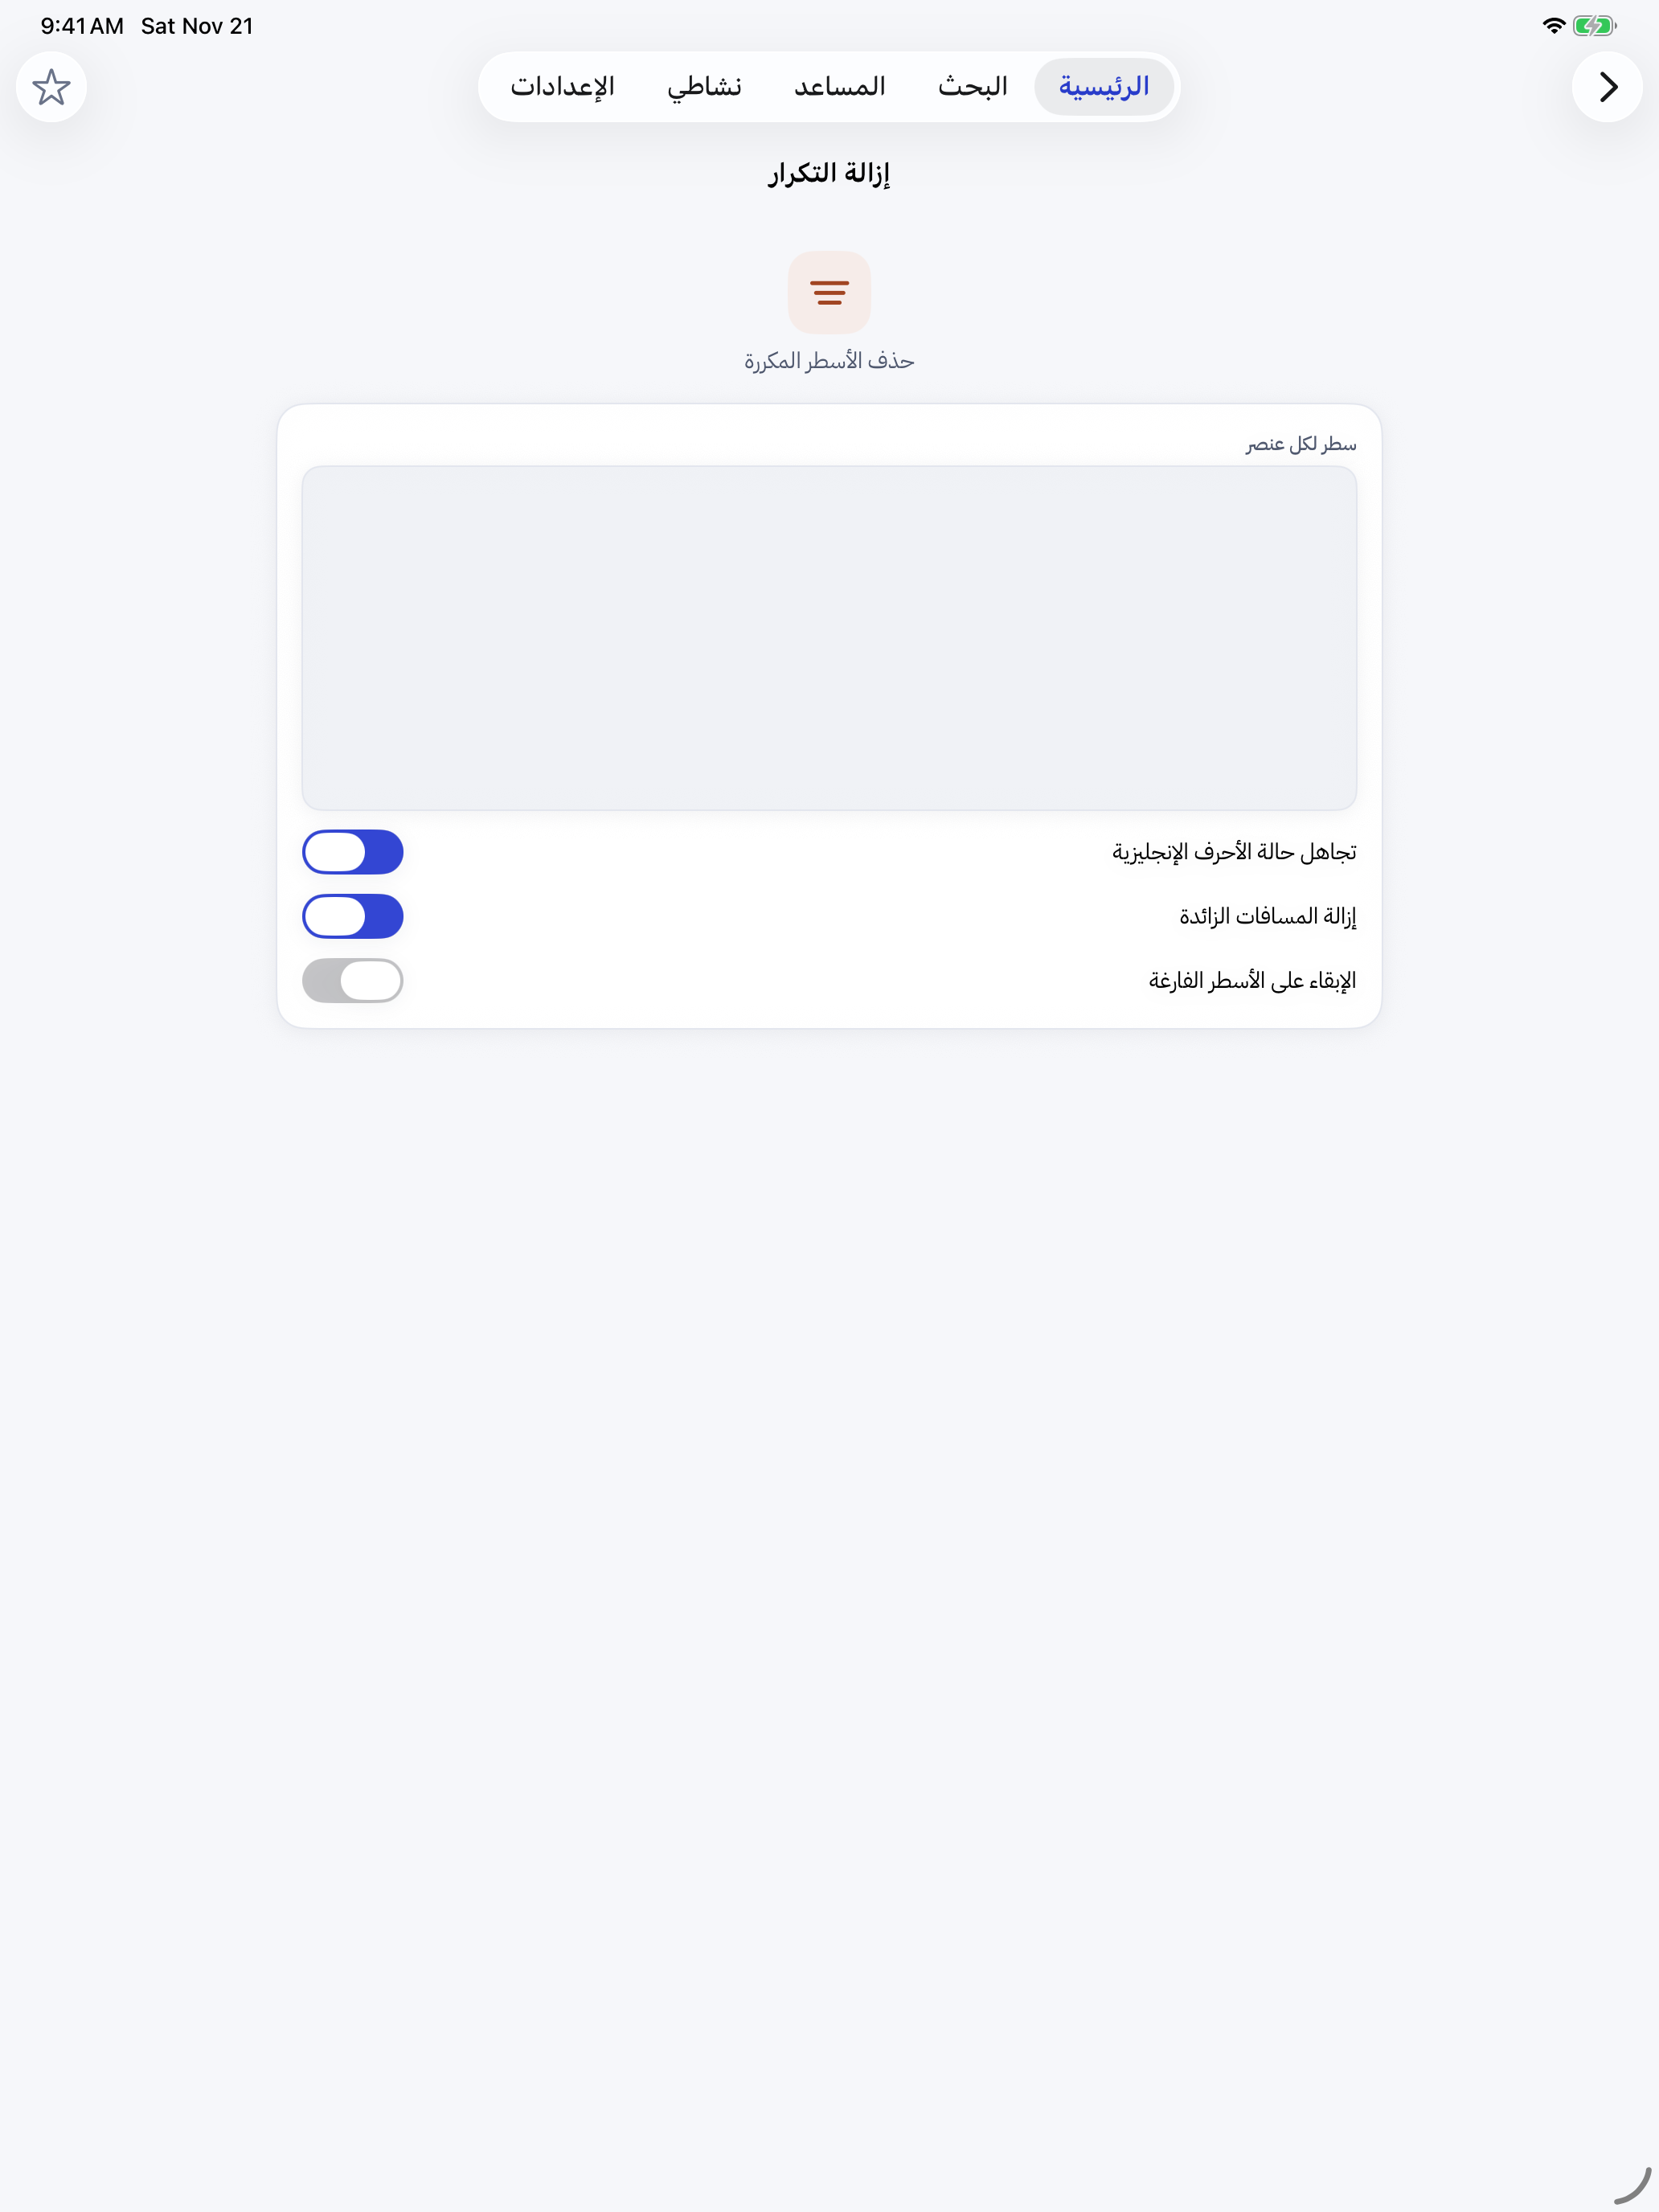 9:41 AM Sat Nov 21
الرئيسية البحث المساعد نشاطي الإعدادات
إزالة التكرار
حذف الأسطر المكررة
سطر لكل عنصر
تجاهل حالة الأحرف الإنجليزية
إزالة المسافات الزائدة
الإبقاء على الأسطر الفارغة